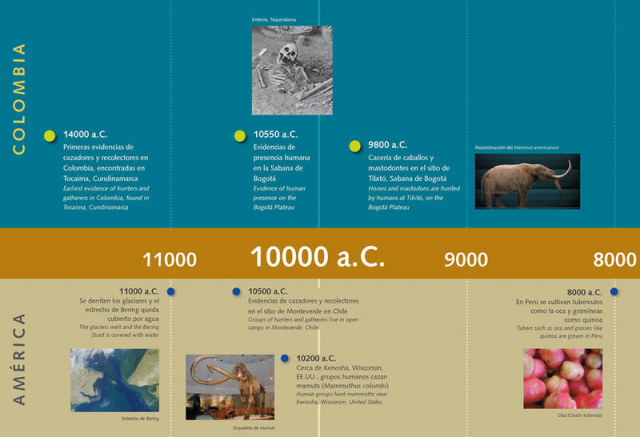 COLOMBIA
Entierro, Tequendama
14000 a.C.
Primeras evidencias de
cazadores y recolectores en
Colombia, encontradas en
Tocaima, Cundinamarca
Earliest evidence of hunters and
gatherers in Colombia, found in
Tocaima, Cundinamarca
10550 a.C.
Evidencias de
presencia humana
en la Sabana de
Bogotá
Evidence of human
presence on the
Bogotá Plateau
9800 a.C.
Cacería de caballos y
mastodontes en el sitio de
Tibitó, Sabana de Bogotá
Horses and mastodons are hunted
by humans at Tibitó, on the
Bogotá Plateau
Reconstrucción del Mammut americanum
11000
10000 a.C.
9000
8000
AMÉRICA
11000 a.C.
Se derriten los glaciares y el
estrecho de Bering queda
cubierto por agua
The glaciers melt and the Bering
Strait is covered with water
Estrecho de Bering
10500 a.C.
Evidencias de cazadores y recolectores
en el sitio de Monteverde en Chile
Groups of hunters and gatherers live in open
camps in Monteverde. Chile
10200 a.C.
Cerca de Kenosha, Wisconsin,
EE.UU., grupos humanos cazan
mamuts (Mammuthus columbi)
Human groups hunt mammoths near
Kenosha, Wisconsin, United States
Esqueleto de mamut
8000 a.C.
En Perú se cultivan tubérculos
como la oca y gramíneas
como quinoa
Tubers such as oca and grasses like
quinoa are grown in Peru
Oca (Oxalis tuberosa)